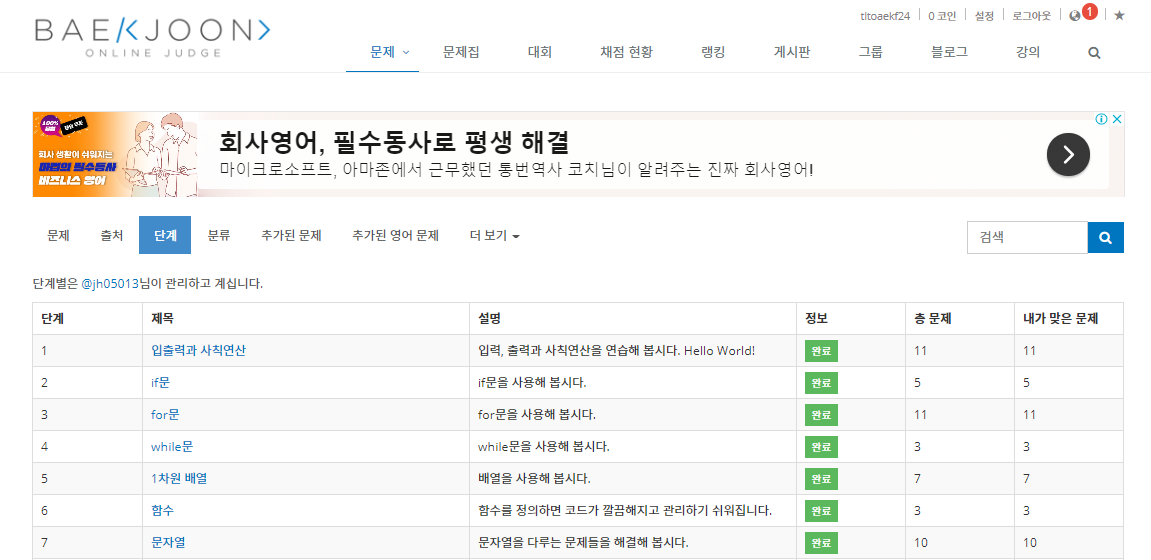 BAEKJOON
ONLINE JUDGE
tltoaekf24 0 코인 설정 로그아웃 1
문제 문제집 대회 채점 현황 랭킹 게시판 그룹 블로그 강의
100%
회사 생활이 쉬워지는
마법의 필수동사
비즈니스 영어
회사영어, 필수동사로 평생 해결
마이크로소프트, 아마존에서 근무했던 통번역사 코치님이 알려주는 진짜 회사영어!
문제 출처 단계 분류 추가된 문제 추가된 영어 문제 더 보기 검색
단계별은 @jh05013님이 관리하고 계십니다.
단계 제목 설명 정보 총 문제 내가 맞은 문제
1 입출력과 사칙연산 입력, 출력과 사칙연산을 연습해 봅시다. Hello World! 완료 11 11
2 if문 if문을 사용해 봅시다. 완료 5 5
3 for문 for문을 사용해 봅시다. 완료 11 11
4 while문 while문을 사용해 봅시다. 완료 3 3
5 1차원 배열 배열을 사용해 봅시다. 완료 7 7
6 함수 함수를 정의하면 코드가 깔끔해지고 관리하기 쉬워집니다. 완료 3 3
7 문자열 문자열을 다루는 문제들을 해결해 봅시다. 완료 10 10